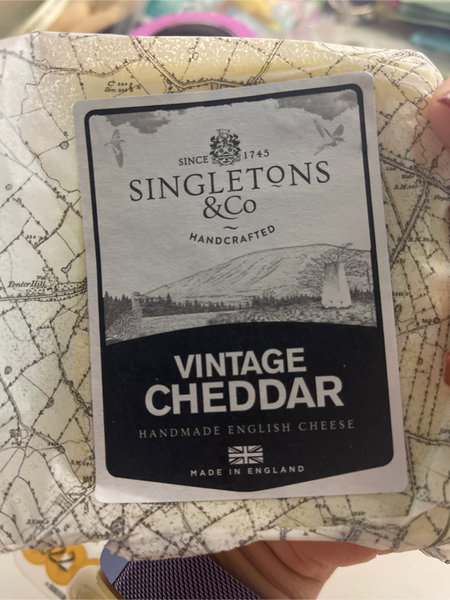 SINCE 1745
SINGLETONS
&Co
HANDCRAFTED
VINTAGE
CHEDDAR
HANDMADE ENGLISH CHEESE
MADE IN ENGLAND